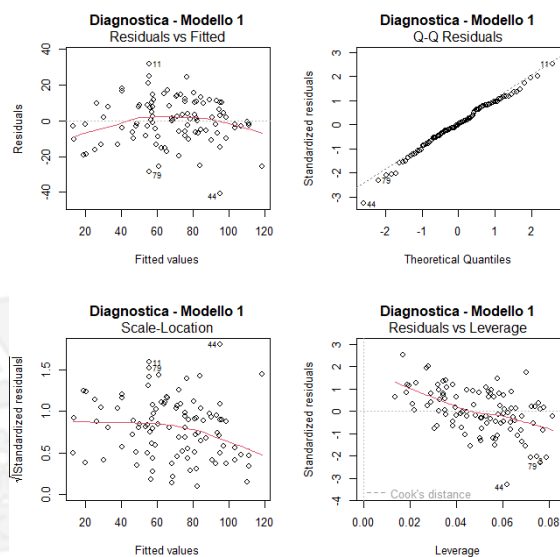 Diagnostica - Modello 1
Residuals vs Fitted
Residuals
40
20
0
-20
-40
11
79
44
20 40 60 80 100 120
Fitted values
Diagnostica - Modello 1
Q-Q Residuals
Standardized residuals
3
2
1
0
-1
-2
-3
11
79
44
-2 -1 0 1 2
Theoretical Quantiles
Diagnostica - Modello 1
Scale-Location
√|Standardized residuals|
1.5
1.0
0.5
0.0
44
11
79
20 40 60 80 100 120
Fitted values
Diagnostica - Modello 1
Residuals vs Leverage
Standardized residuals
3
2
1
0
-1
-2
-3
-4
79
44
Cook's distance
0.00 0.02 0.04 0.06 0.08
Leverage